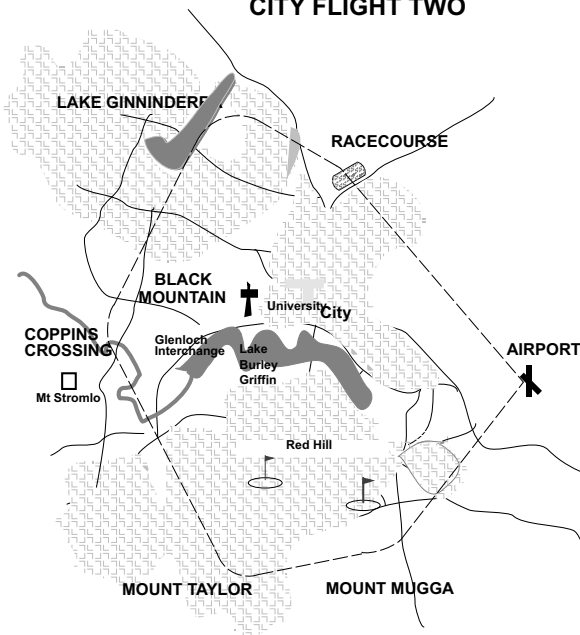 CITY FLIGHT TWO
LAKE GINNINDERRA
RACECOURSE
BLACK
MOUNTAIN
University
City
COPPINS
CROSSING
Glenloch
Interchange
Lake
Burley
Griffin
AIRPORT
Mt Stromlo
Red Hill
MOUNT TAYLOR
MOUNT MUGGA